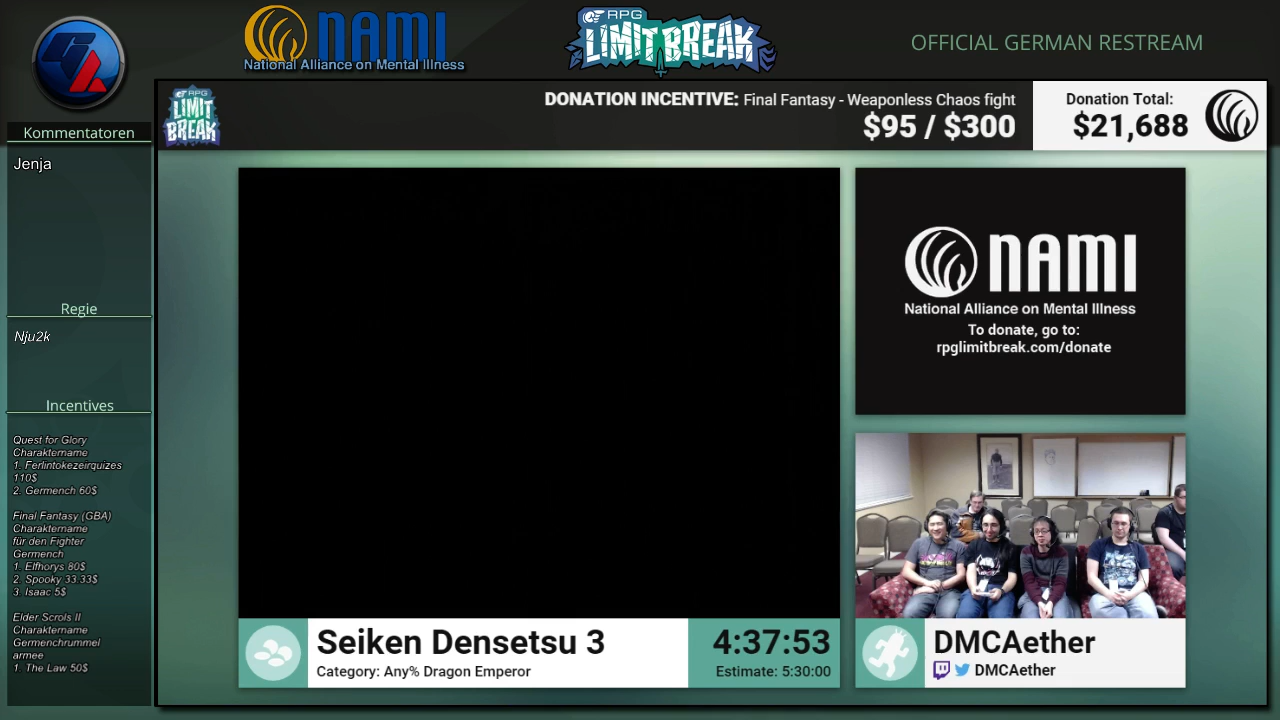 NAMI
National Alliance on Mental Illness
RPG
LIMIT BREAK
OFFICIAL GERMAN RESTREAM
Kommentatoren
Jenja
Regie
Nju2k
Incentives
Quest for Glory
Charaktername
1. Ferlintokezeirquizes
110$
2. Germench 60$
Final Fantasy (GBA)
Charaktername
für den Fighter
Germench
1. Elfhorys 80$
2. Spooky 33.33$
3. Isaac 5$
Elder Scrols II
Charaktername
Germenchrummel
armee
1. The Law 50$
RPG
LIMIT
BREAK
DONATION INCENTIVE: Final Fantasy - Weaponless Chaos fight
$95 / $300
Donation Total:
$21,688
NAMI
National Alliance on Mental Illness
To donate, go to:
rpglimitbreak.com/donate
Seiken Densetsu 3
Category: Any% Dragon Emperor
4:37:53
Estimate: 5:30:00
DMCAether
DMCAether